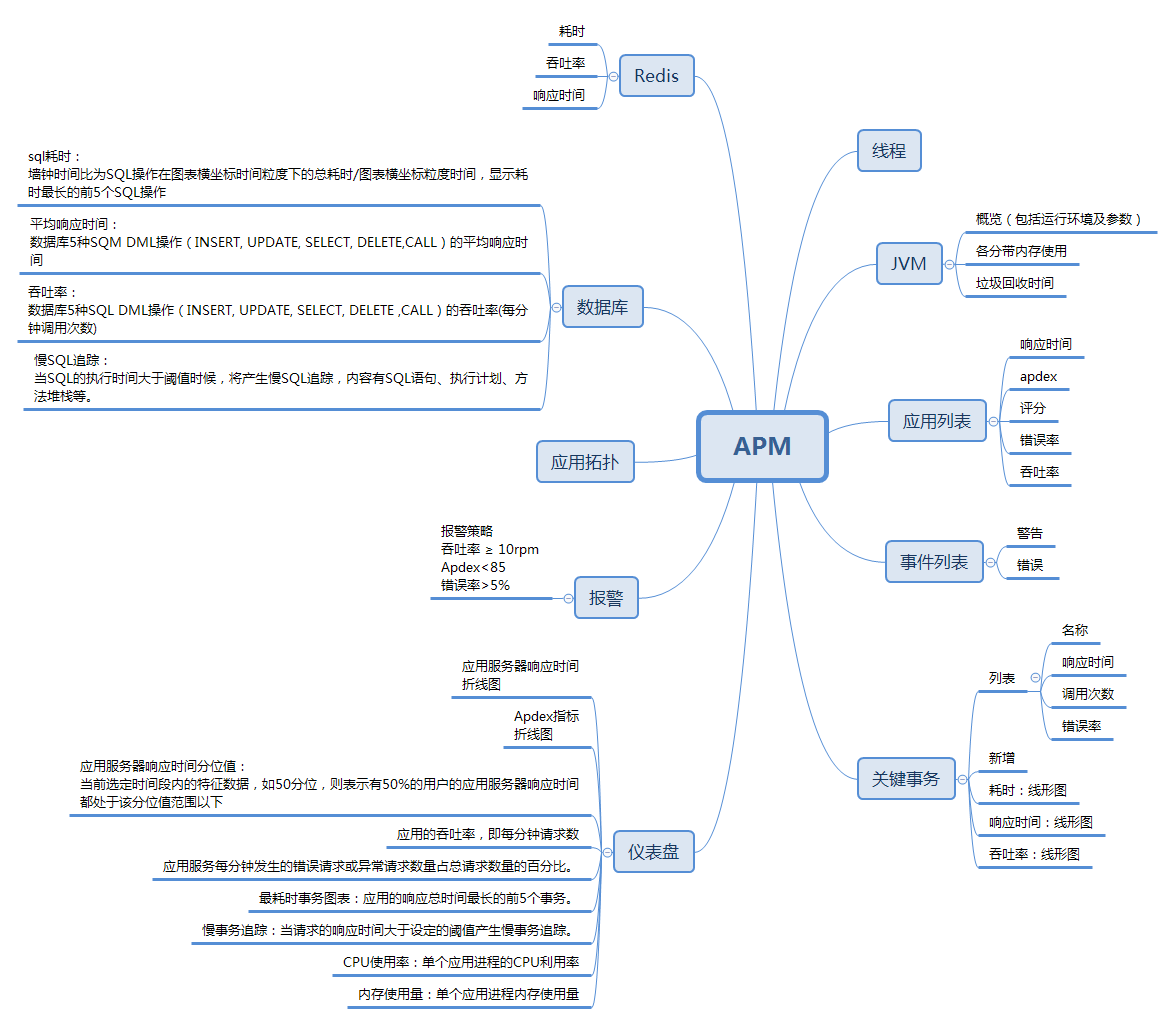 APM
Redis
耗时
吞吐率
响应时间
数据库
sql耗时：
墙钟时间比为SQL操作在图表横坐标时间粒度下的总耗时/图表横坐标粒度时间，显示耗
时最长的前5个SQL操作
平均响应时间：
数据库5种SQM DML操作（INSERT, UPDATE, SELECT, DELETE,CALL）的平均响应时
间
吞吐率：
数据库5种SQL DML操作（INSERT, UPDATE, SELECT, DELETE ,CALL）的吞吐率(每分
钟调用次数)
慢SQL追踪：
当SQL的执行时间大于阈值时候，将产生慢SQL追踪，内容有SQL语句、执行计划、方
法堆栈等。
应用拓扑
报警
报警策略
吞吐率 ≥ 10rpm
Apdex<85
错误率>5%
仪表盘
应用服务器响应时间
折线图
Apdex指标
折线图
应用服务器响应时间分位值：
当前选定时间段内的特征数据，如50分位，则表示有50%的用户的应用服务器响应时间
都处于该分位值范围以下
应用的吞吐率，即每分钟请求数
应用服务每分钟发生的错误请求或异常请求数量占总请求数量的百分比。
最耗时事务图表：应用的响应总时间最长的前5个事务。
慢事务追踪：当请求的响应时间大于设定的阈值产生慢事务追踪。
CPU使用率：单个应用进程的CPU利用率
内存使用量：单个应用进程内存使用量
线程
JVM
概览（包括运行环境及参数）
各分带内存使用
垃圾回收时间
应用列表
响应时间
apdex
评分
错误率
吞吐率
事件列表
警告
错误
关键事务
列表
名称
响应时间
调用次数
错误率
新增
耗时：线形图
响应时间：线形图
吞吐率：线形图